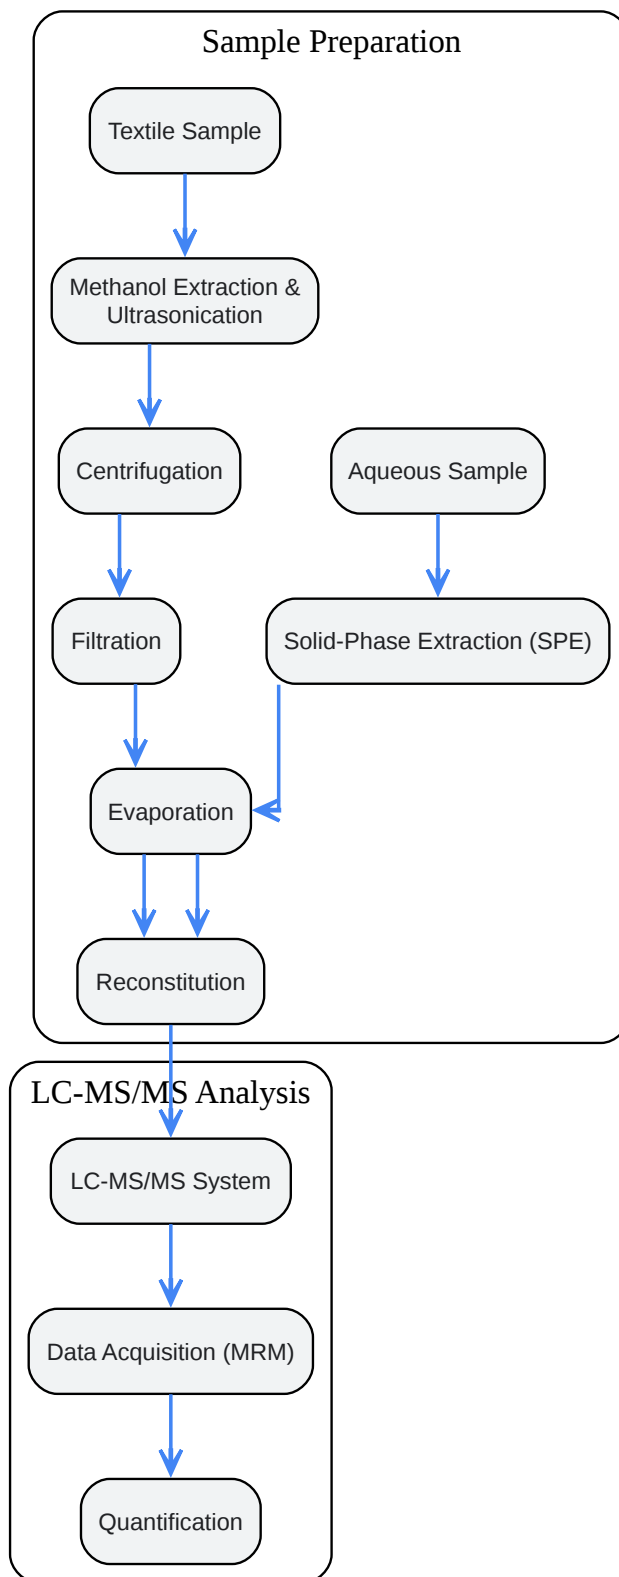 Sample Preparation
Textile Sample
Methanol Extraction &
Ultrasonication
Centrifugation
Aqueous Sample
Filtration
Solid-Phase Extraction (SPE)
Evaporation
Reconstitution
LC-MS/MS Analysis
LC-MS/MS System
Data Acquisition (MRM)
Quantification